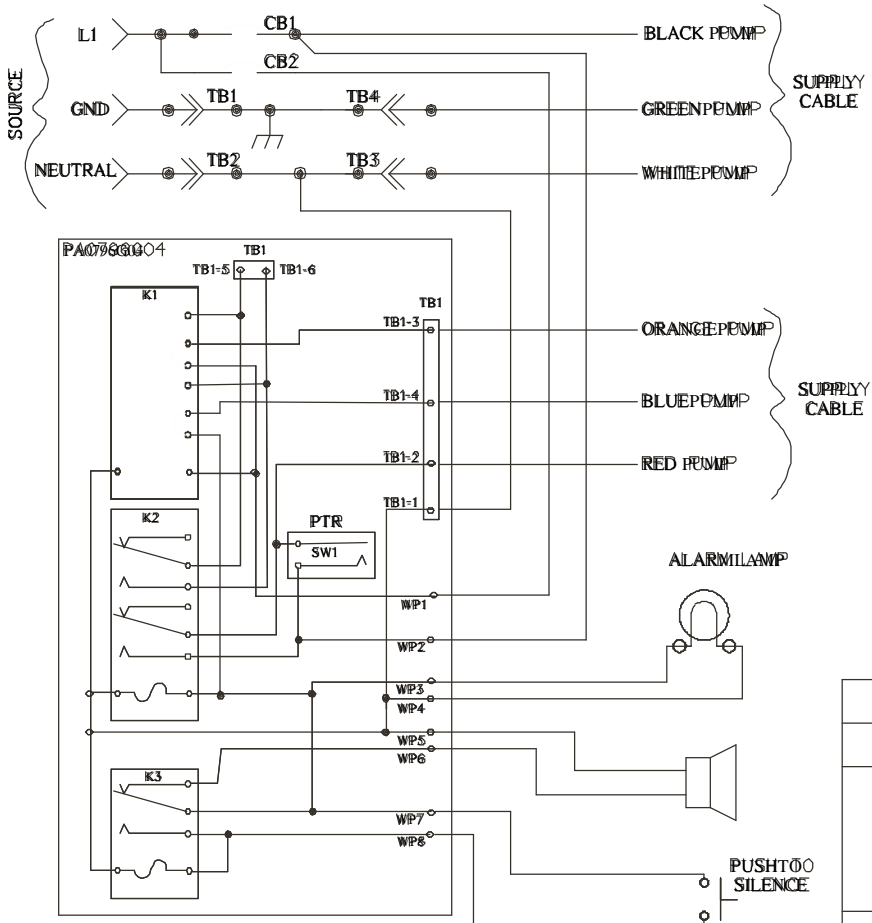 L1
CB1
BLACK PUMP
CB2
SOURCE
SUPPLY
CABLE
GND
TB1
TB4
GREEN PUMP
NEUTRAL
TB2
TB3
WHITE PUMP
TB1
TB1-5
TB1-6
K1
TB1
TB1-3
ORANGE PUMP
TB1-4
BLUE PUMP
SUPPLY
CABLE
TB1-2
RED PUMP
TB1-1
K2
PTR
SW1
ALARM LAMP
WP1
WP2
WP3
WP4
WP5
WP6
K3
WP7
WP8
PUSH TO
SILENCE